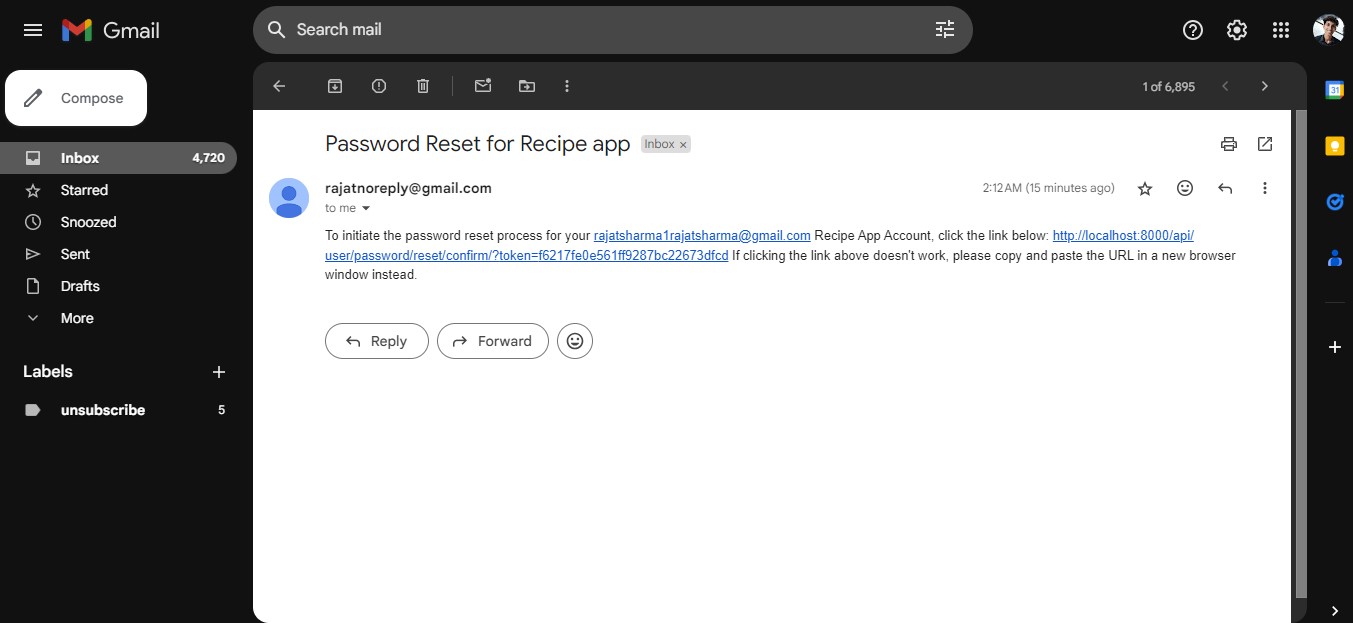 Gmail
Search mail
Compose
1 of 6,895
Inbox 4,720
Starred
Snoozed
Sent
Drafts
More
Labels
unsubscribe 5
Password Reset for Recipe app Inbox ×
rajatnoreply@gmail.com 2:12 AM (15 minutes ago)
to me
To initiate the password reset process for your rajatsharma1rajatsharma@gmail.com Recipe App Account, click the link below: http://localhost:8000/api/
user/password/reset/confirm/?token=f6217fe0e561ff9287bc22673dfcd If clicking the link above doesn't work, please copy and paste the URL in a new browser
window instead.
Reply Forward
31